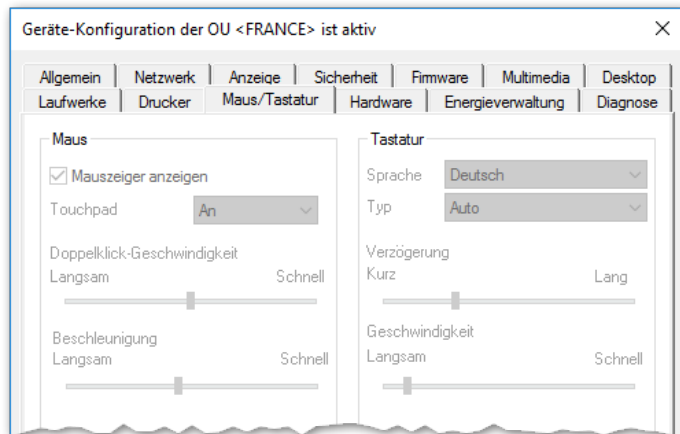 Geräte-Konfiguration der OU <FRANCE> ist aktiv
Allgemein Netzwerk Anzeige Sicherheit Firmware Multimedia Desktop
Laufwerke Drucker Maus/Tastatur Hardware Energieverwaltung Diagnose
Maus
Mauszeiger anzeigen
Touchpad An
Doppelklick-Geschwindigkeit
Langsam Schnell
Beschleunigung
Langsam Schnell
Tastatur
Sprache Deutsch
Typ Auto
Verzögerung
Kurz Lang
Geschwindigkeit
Langsam Schnell